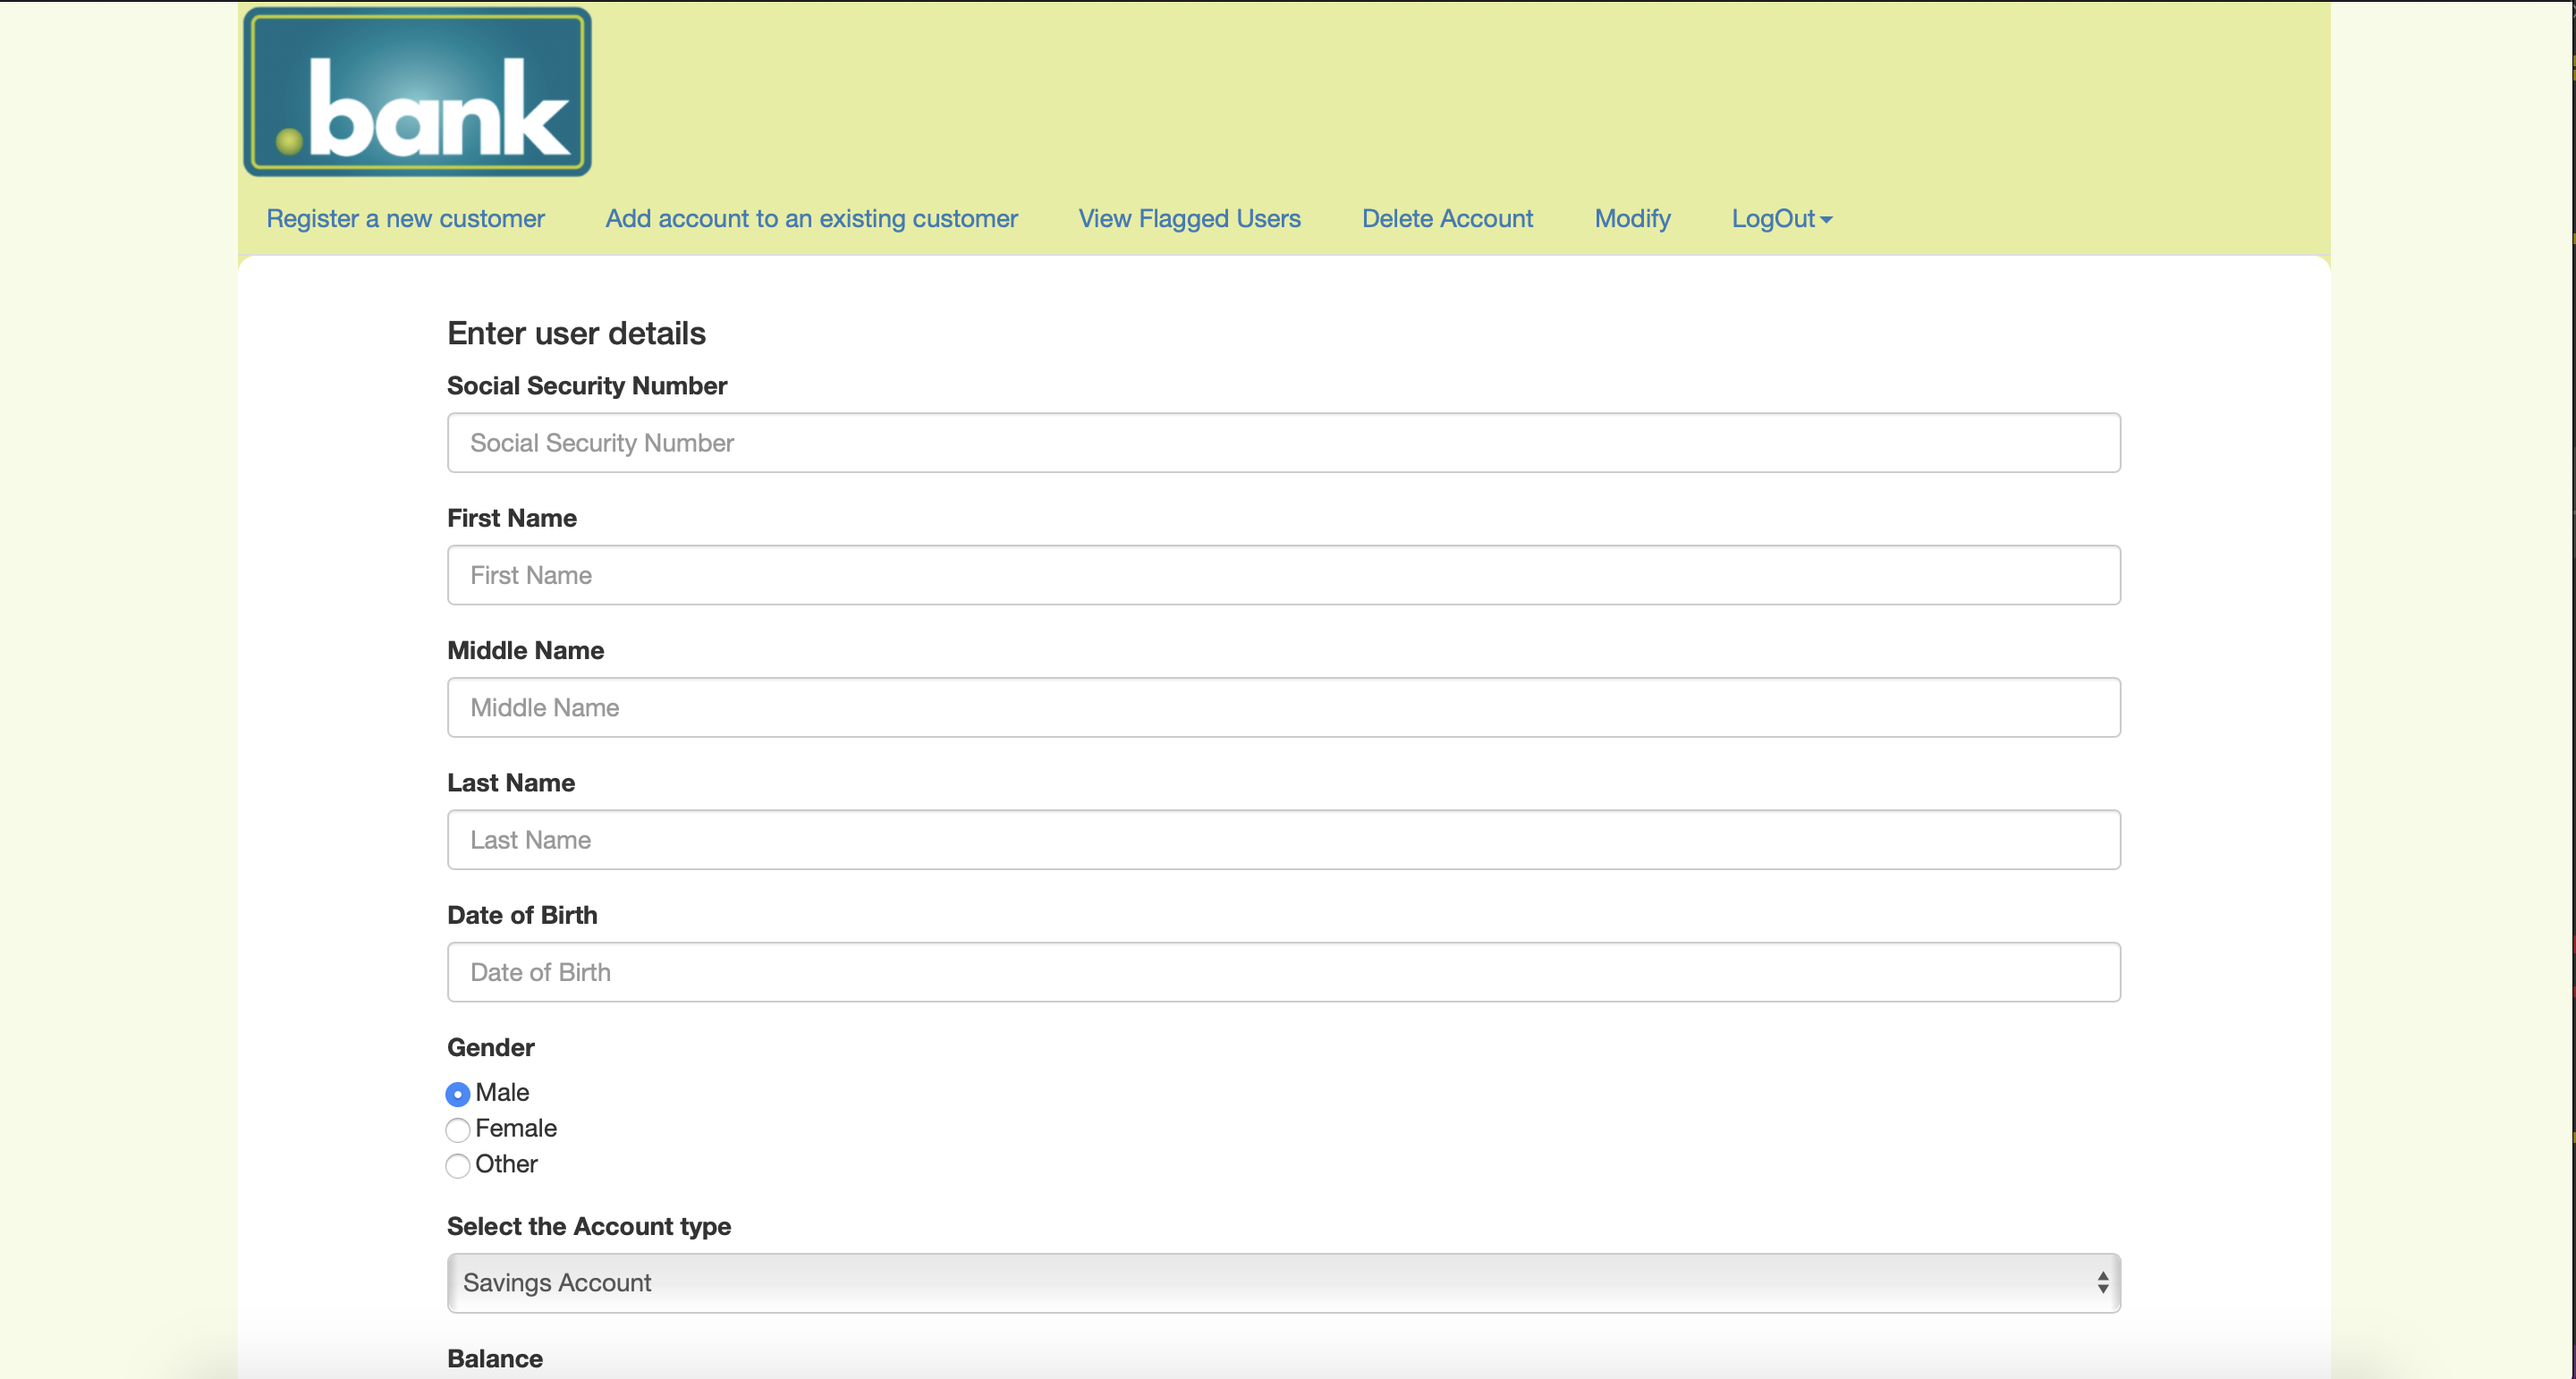 .bank
Register a new customer Add account to an existing customer View Flagged Users Delete Account Modify LogOut
Enter user details
Social Security Number
Social Security Number
First Name
First Name
Middle Name
Middle Name
Last Name
Last Name
Date of Birth
Date of Birth
Gender
Male
Female
Other
Select the Account type
Savings Account
Balance